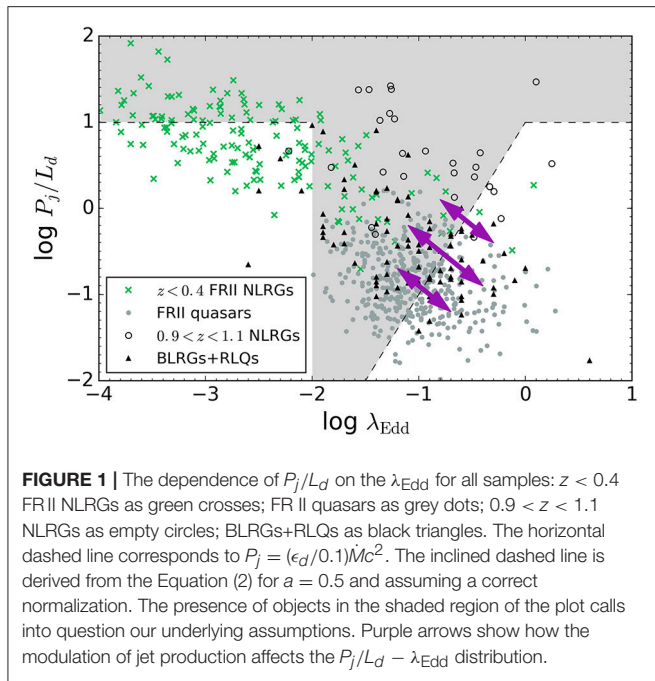 2
1
0
−1
−2
log P_j/L_d
× z < 0.4 FRII NLRGs
FRII quasars
0.9 < z < 1.1 NLRGs
BLRGs+RLQs
−4 −3 −2 −1 0 1
log λ_Edd
FIGURE 1 | The dependence of P_j/L_d on the λ_Edd for all samples: z < 0.4
FR II NLRGs as green crosses; FR II quasars as grey dots; 0.9 < z < 1.1
NLRGs as empty circles; BLRGs+RLQs as black triangles. The horizontal
dashed line corresponds to P_j = (ϵ_d/0.1)Ṁc². The inclined dashed line is
derived from the Equation (2) for a = 0.5 and assuming a correct
normalization. The presence of objects in the shaded region of the plot calls
into question our underlying assumptions. Purple arrows show how the
modulation of jet production affects the P_j/L_d − λ_Edd distribution.